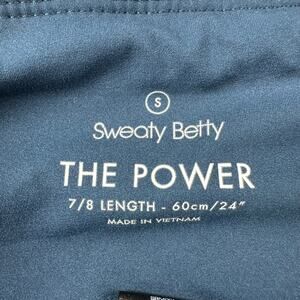 S
Sweaty Betty
THE POWER
7/8 LENGTH - 60cm/24"
MADE IN VIETNAM